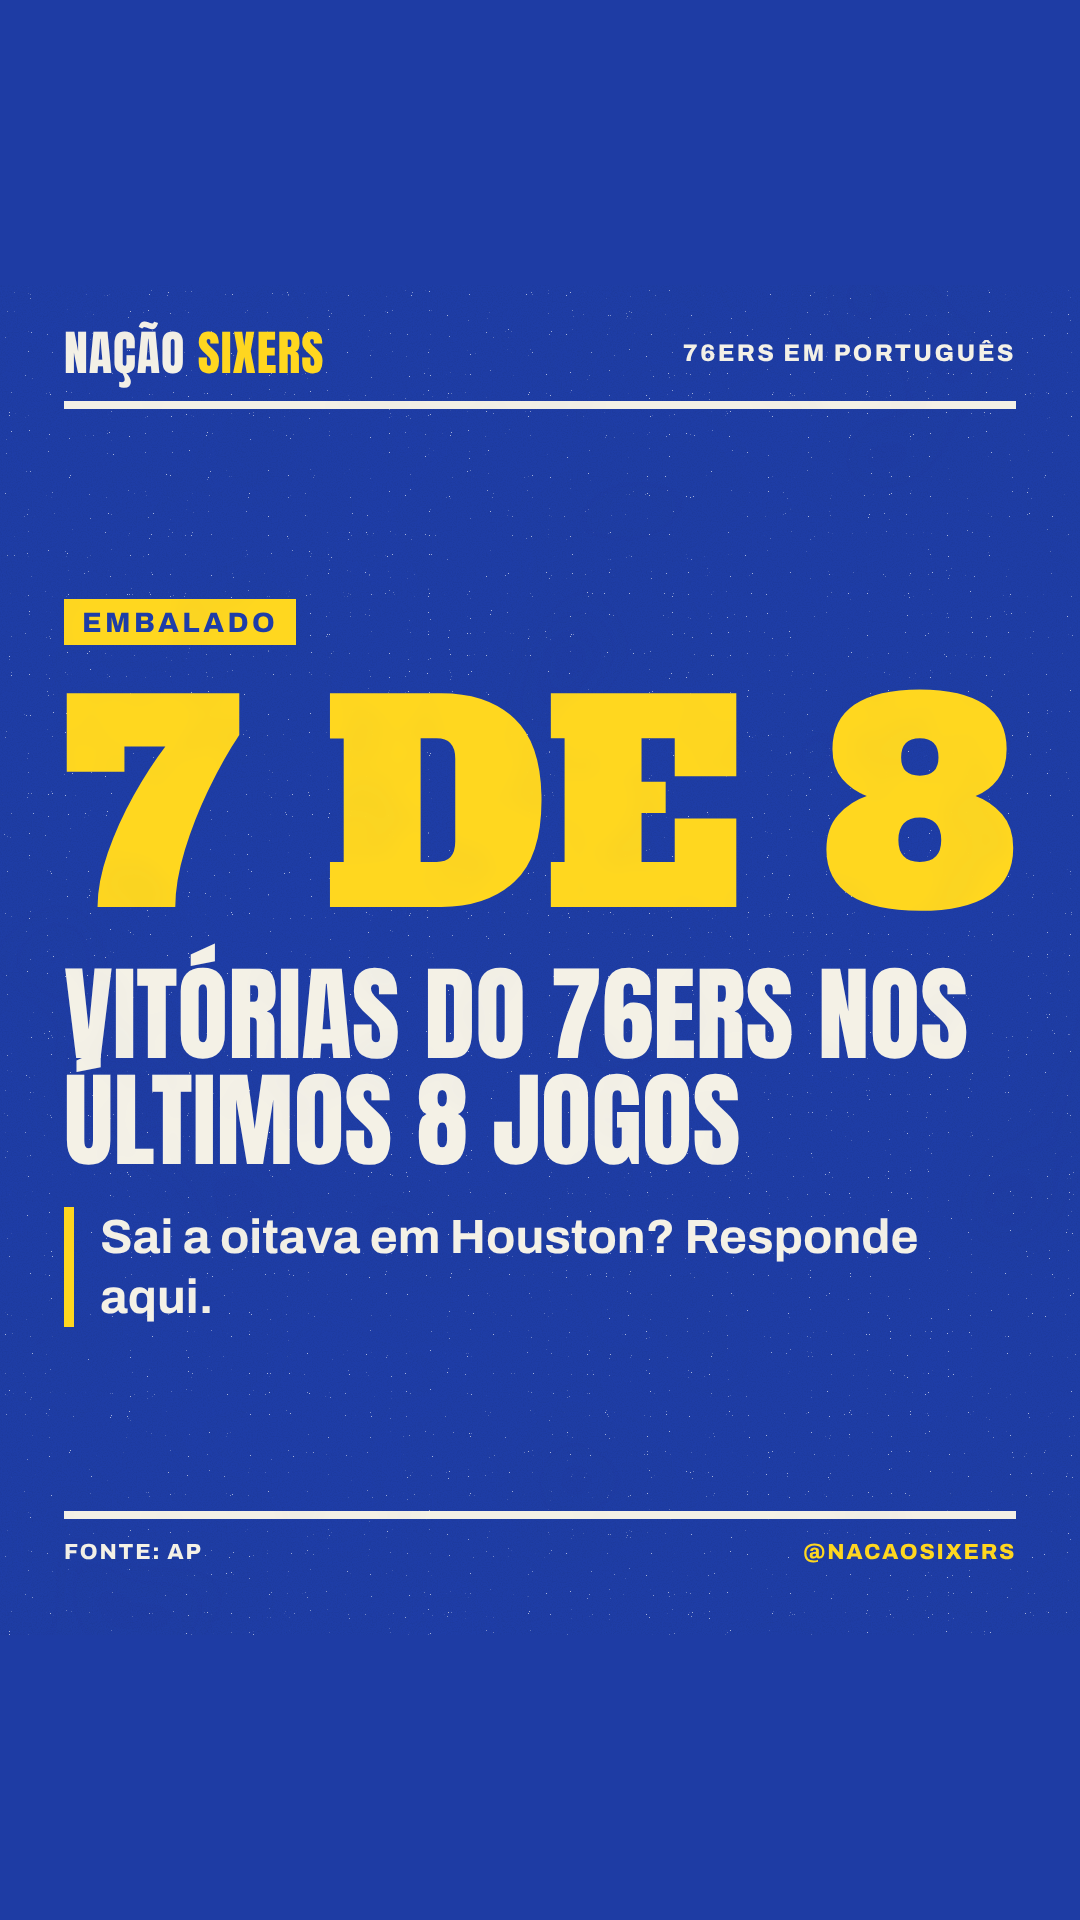 NAÇÃO SIXERS
76ERS EM PORTUGUÊS
EMBALADO
7 DE 8
VITÓRIAS DO 76ERS NOS
ÚLTIMOS 8 JOGOS
Sai a oitava em Houston? Responde
aqui.
FONTE: AP
@NACAOSIXERS